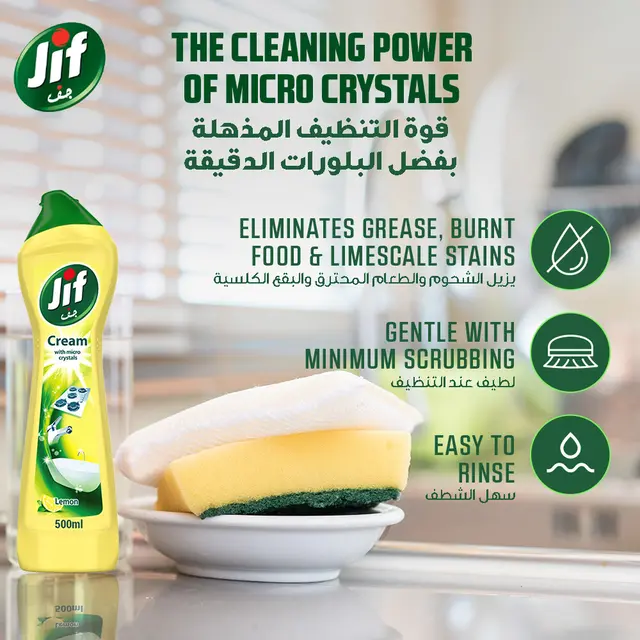 Jif
جف
THE CLEANING POWER
OF MICRO CRYSTALS
قوة التنظيف المذهلة
بفضل البلورات الدقيقة
ELIMINATES GREASE, BURNT
FOOD & LIMESCALE STAINS
يزيل الشحوم والطعام المحترق والبقع الكلسية
GENTLE WITH
MINIMUM SCRUBBING
لطيف عند التنظيف
EASY TO
RINSE
سهل الشطف
Jif
جف
Cream
with micro
crystals
Lemon
500ml
500ml